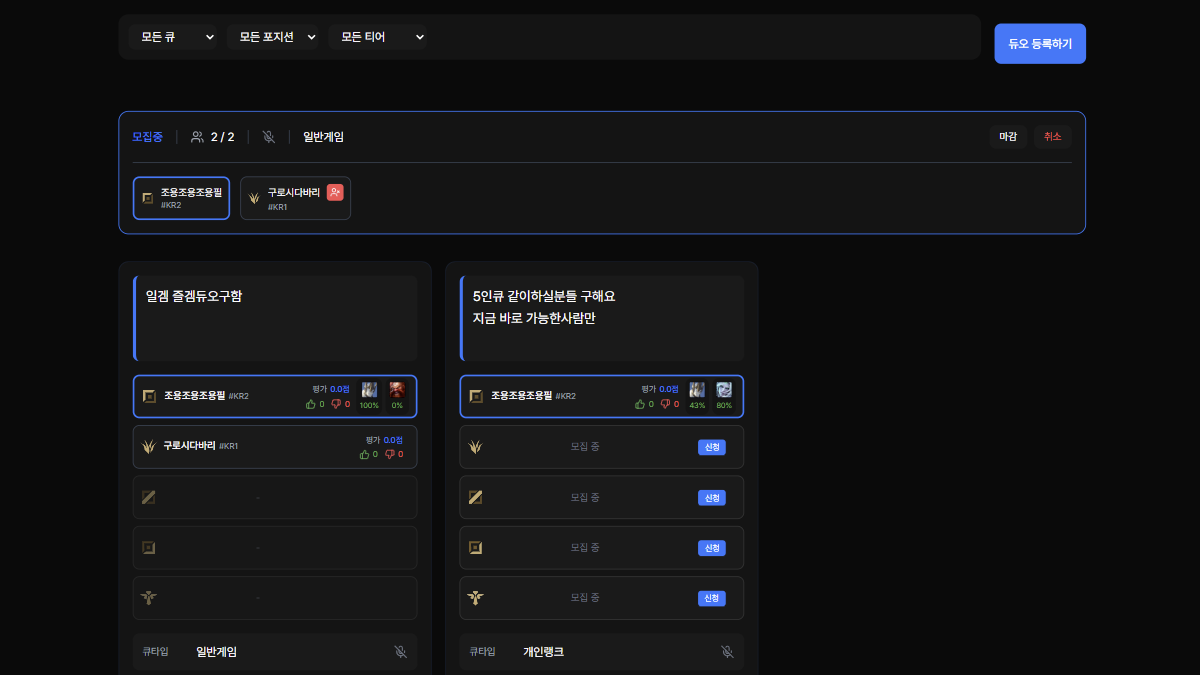 모든 큐 모든 포지션 모든 티어
듀오 등록하기
모집중 2 / 2 일반게임 마감 취소
조용조용조용필
#KR2
구로시다바리
#KR1
일겜 즐겜듀오구함
조용조용조용필 #KR2
평가 0.0점
0 0 100% 0%
구로시다바리 #KR1
평가 0.0점
0 0
-
-
-
큐타입 일반게임
5인큐 같이하실분들 구해요
지금 바로 가능한사람만
조용조용조용필 #KR2
평가 0.0점
0 0 43% 80%
모집 중 신청
모집 중 신청
모집 중 신청
모집 중 신청
큐타입 개인랭크